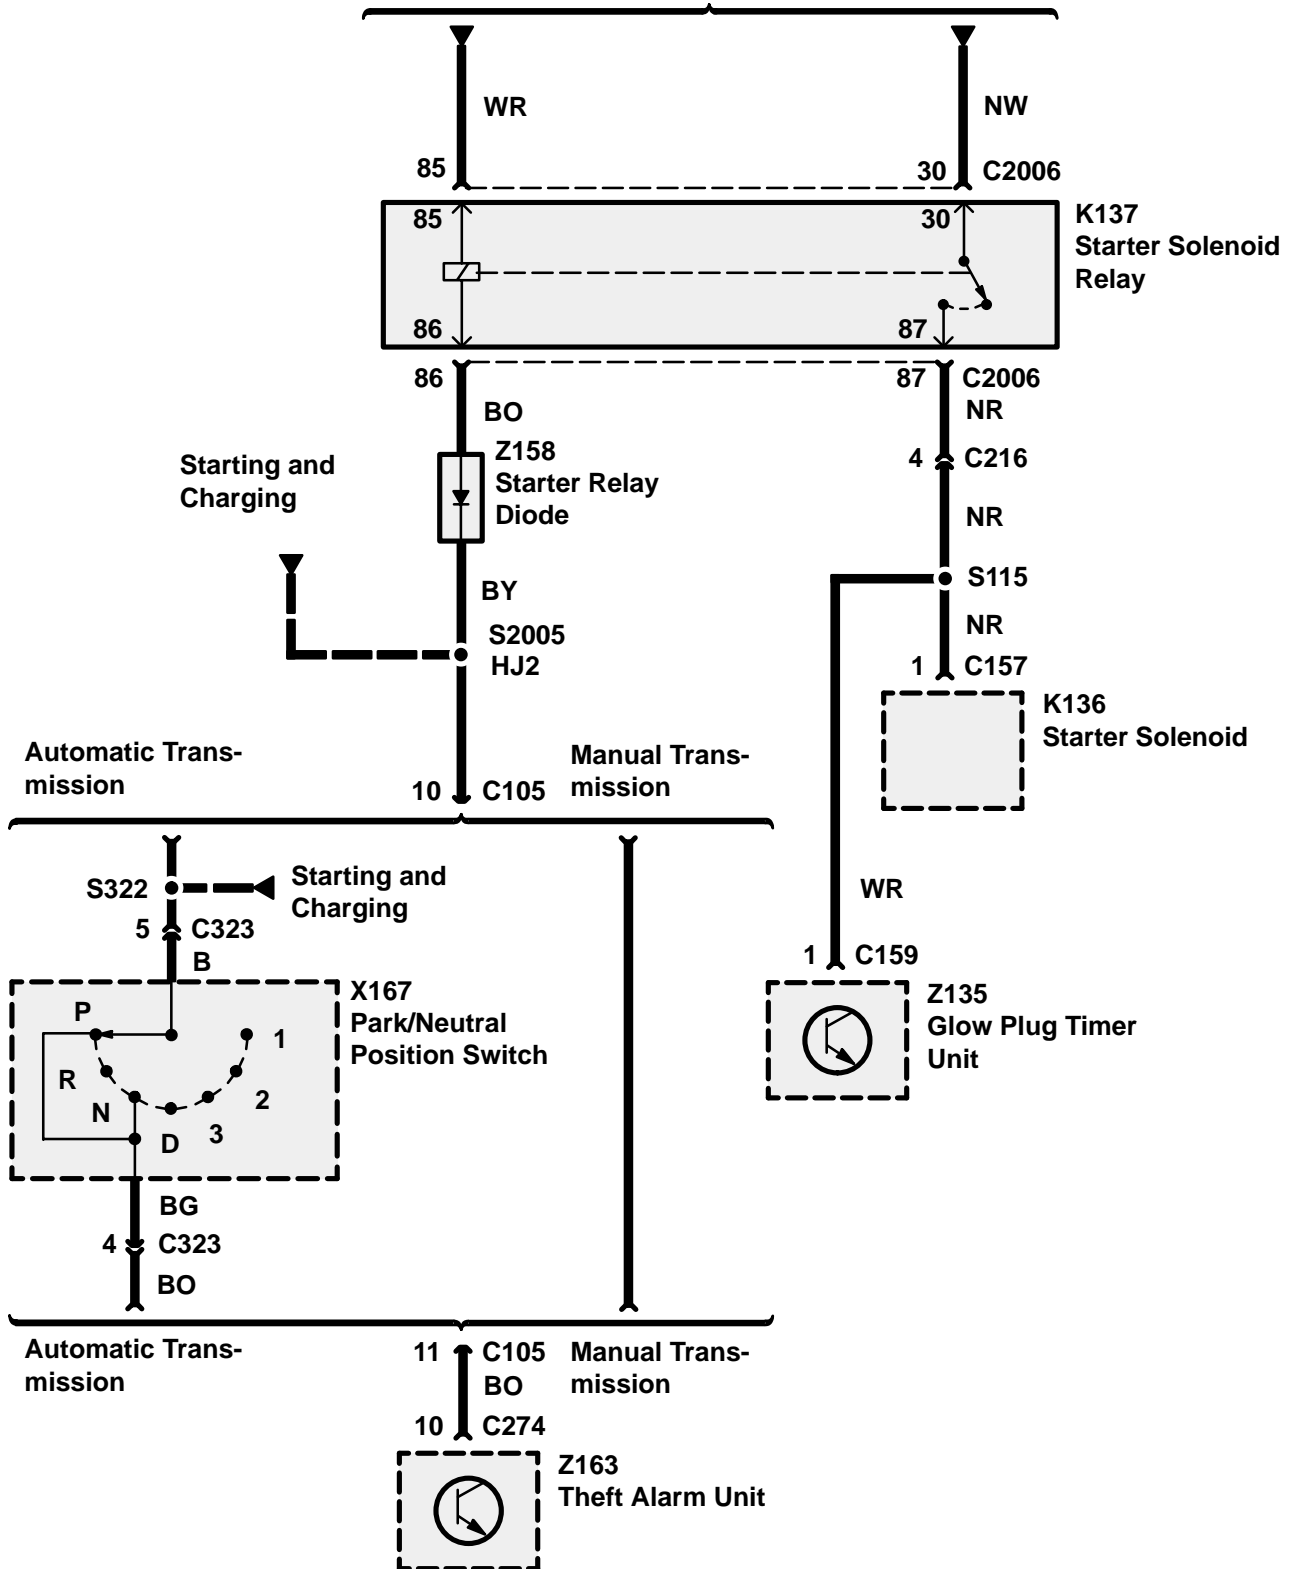 WR
NW
85
30
C2006
85
30
K137
Starter Solenoid
Relay
86
87
86
87
C2006
BO
NR
Z158
Starter Relay
Diode
4
C216
Starting and
Charging
NR
BY
S115
S2005
HJ2
NR
1
C157
K136
Starter Solenoid
Automatic Trans-
mission
10
C105
Manual Trans-
mission
S322
Starting and
Charging
5
C323
B
WR
1
C159
X167
Park/Neutral
Position Switch
P
R
N
D
3
2
1
Z135
Glow Plug Timer
Unit
BG
4
C323
BO
Automatic Trans-
mission
11
C105
BO
Manual Trans-
mission
10
C274
Z163
Theft Alarm Unit